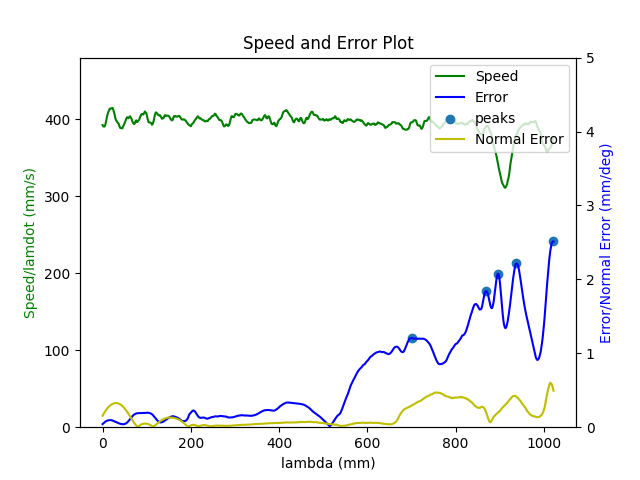 Speed and Error Plot
Speed
Error
peaks
Normal Error
Speed/lamdot (mm/s)
400
300
200
100
0
5
4
3
2
1
0
Error/Normal Error (mm/deg)
0
200
400
600
800
1000
lambda (mm)